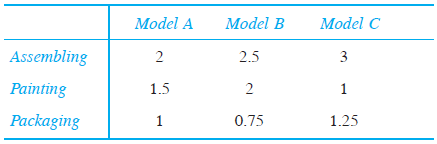 Model A Model B Model C
Assembling 2 2.5 3
Painting 1.5 2 1
Packaging 1 0.75 1.25